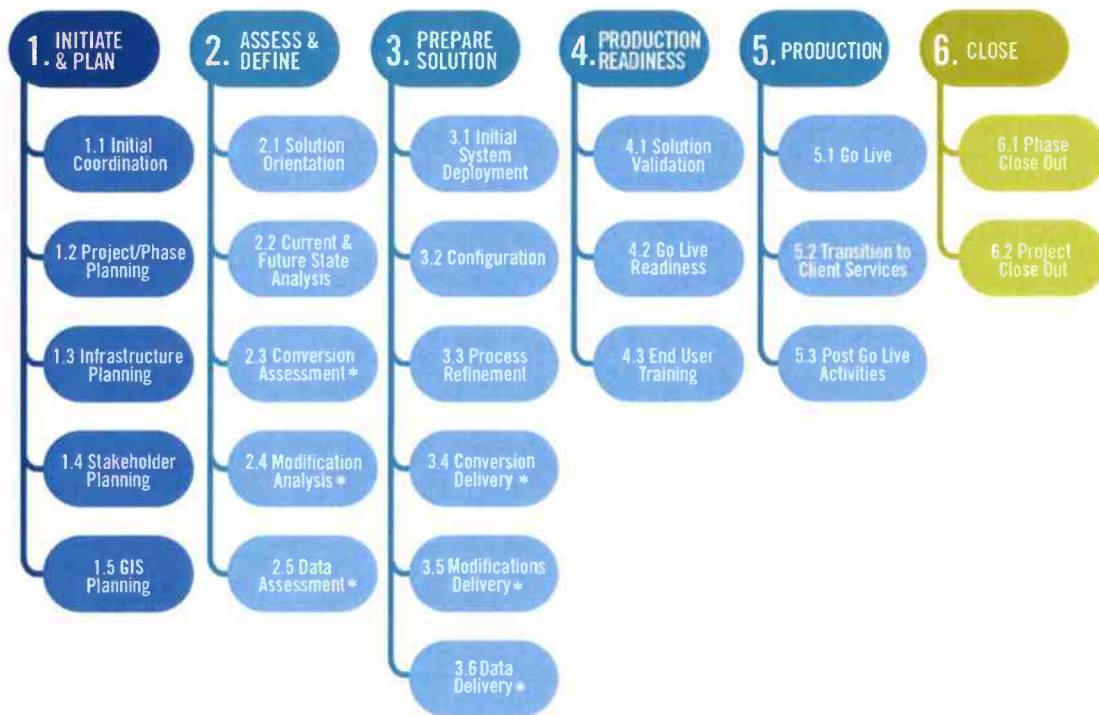 1. INITIATE
& PLAN
1.1 Initial
Coordination
1.2 Project/Phase
Planning
1.3 Infrastructure
Planning
1.4 Stakeholder
Planning
1.5 GIS
Planning
2. ASSESS &
DEFINE
2.1 Solution
Orientation
2.2 Current &
Future State
Analysis
2.3 Conversion
Assessment *
2.4 Modification
Analysis *
2.5 Data
Assessment *
3. PREPARE
SOLUTION
3.1 Initial
System
Deployment
3.2 Configuration
3.3 Process
Refinement
3.4 Conversion
Delivery *
3.5 Modifications
Delivery *
3.6 Data
Delivery *
4. PRODUCTION
READINESS
4.1 Solution
Validation
4.2 Go Live
Readiness
4.3 End User
Training
5. PRODUCTION
5.1 Go Live
5.2 Transition to
Client Services
5.3 Post Go Live
Activities
6. CLOSE
6.1 Phase
Close Out
6.2 Project
Close Out